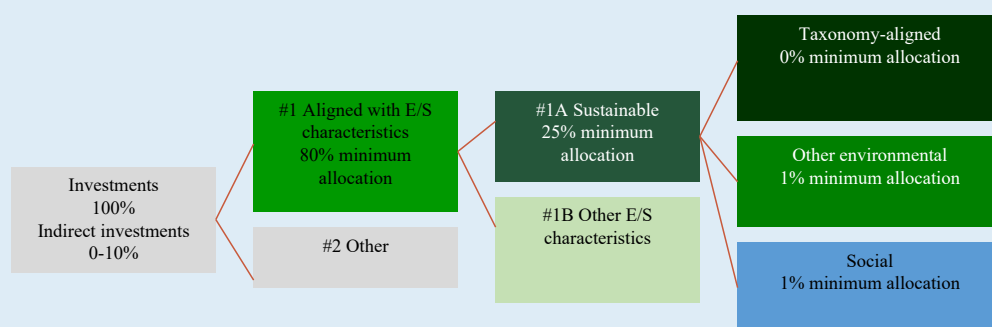 Investments
100%
Indirect investments
0-10%
#1 Aligned with E/S
characteristics
80% minimum
allocation
#2 Other
#1A Sustainable
25% minimum
allocation
#1B Other E/S
characteristics
Taxonomy-aligned
0% minimum allocation
Other environmental
1% minimum allocation
Social
1% minimum allocation